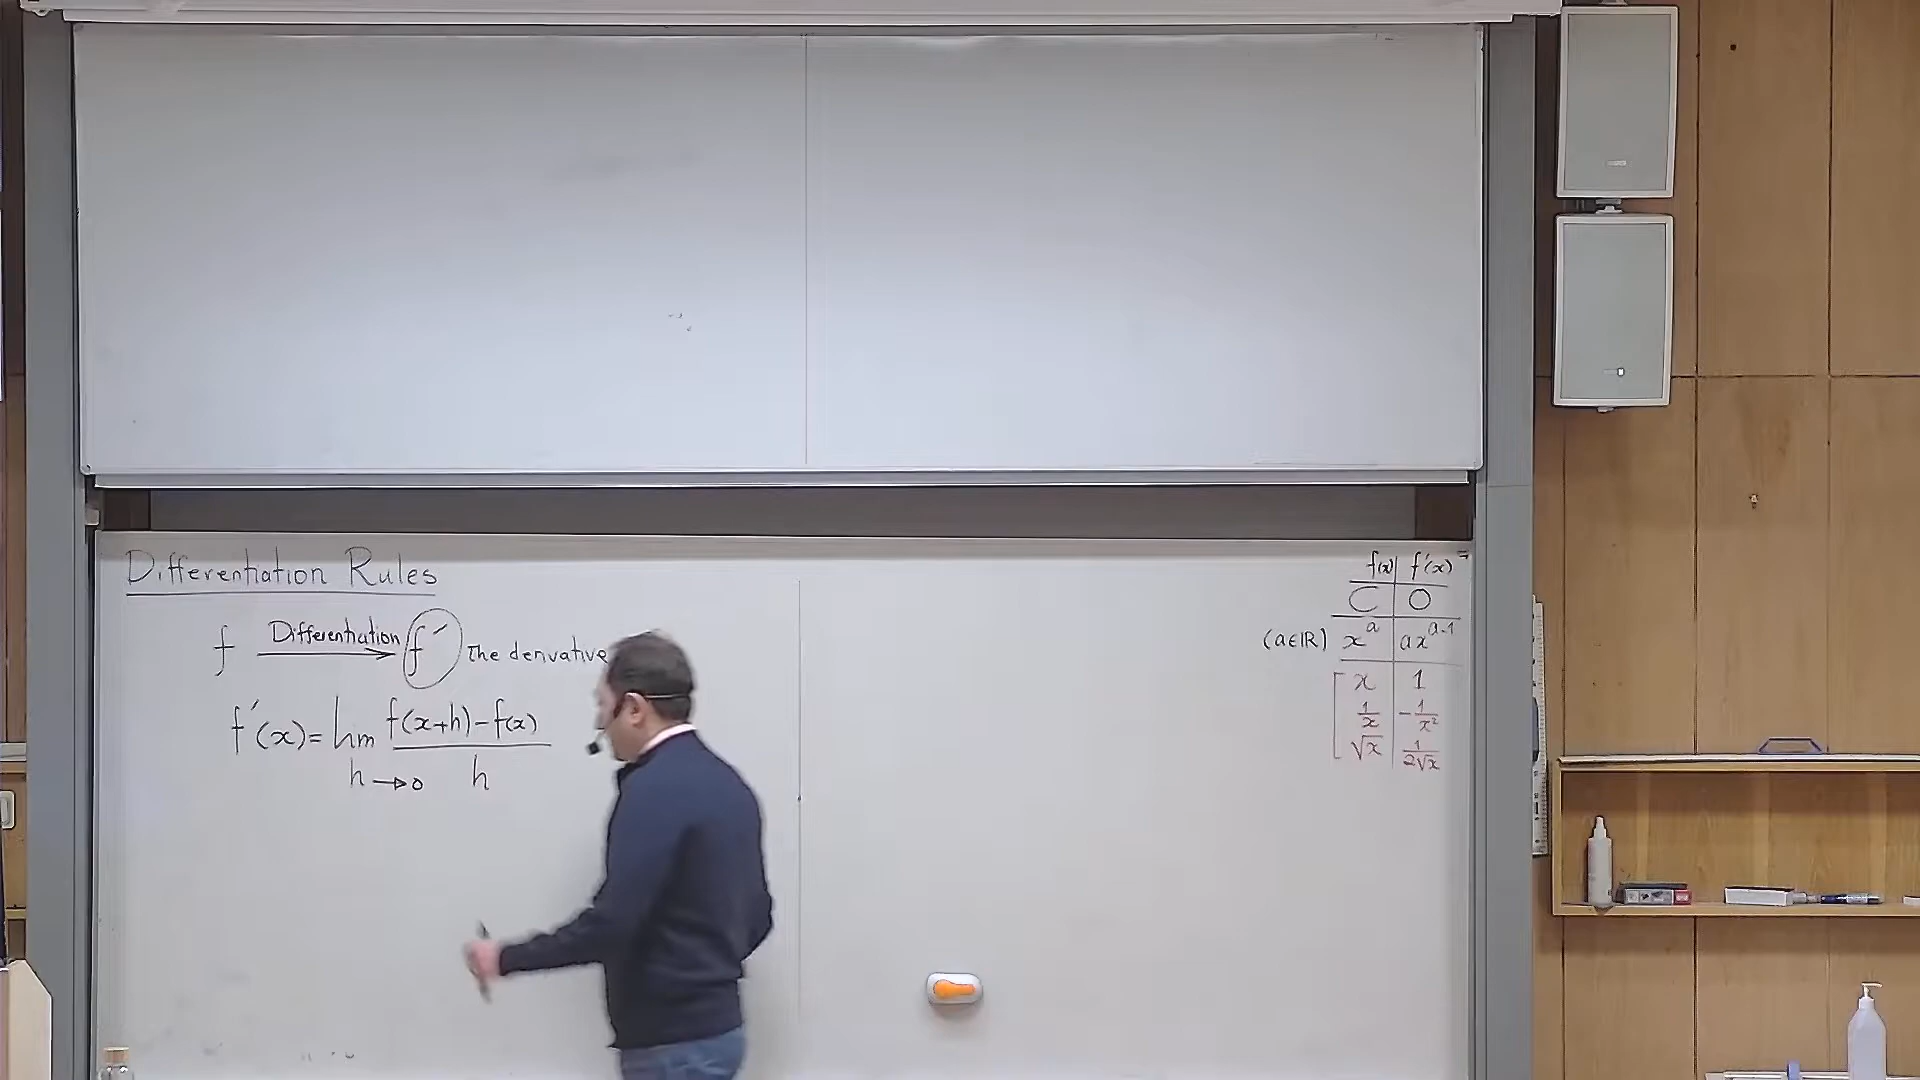 Differentiation Rules
f Differentiation f′ The derivative
f′(x) = lim f(x+h) - f(x)
h → 0 h
f(x) f′(x) =
C 0
(a∈ℝ) x^a ax^(a-1)
x 1
1/x -1/x²
√x 1/(2√x)